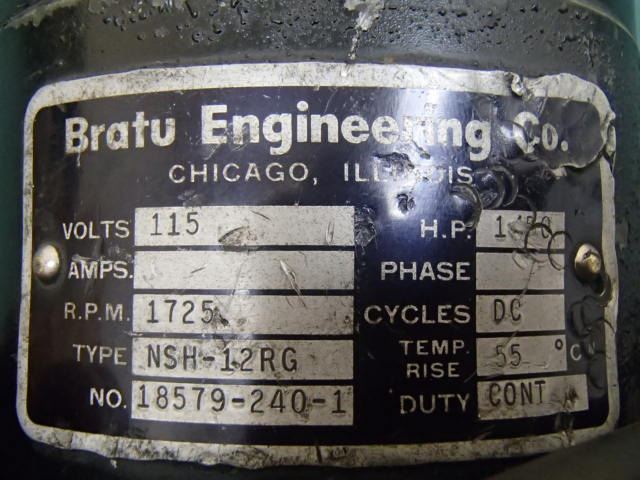 Bratu Engineering Co.
CHICAGO, ILLINOIS
VOLTS 115 H.P.
AMPS. PHASE
R.P.M. 1725 CYCLES DC
TYPE NSH-12RG TEMP. RISE 55 °C
NO. 18579-240-1 DUTY CONT